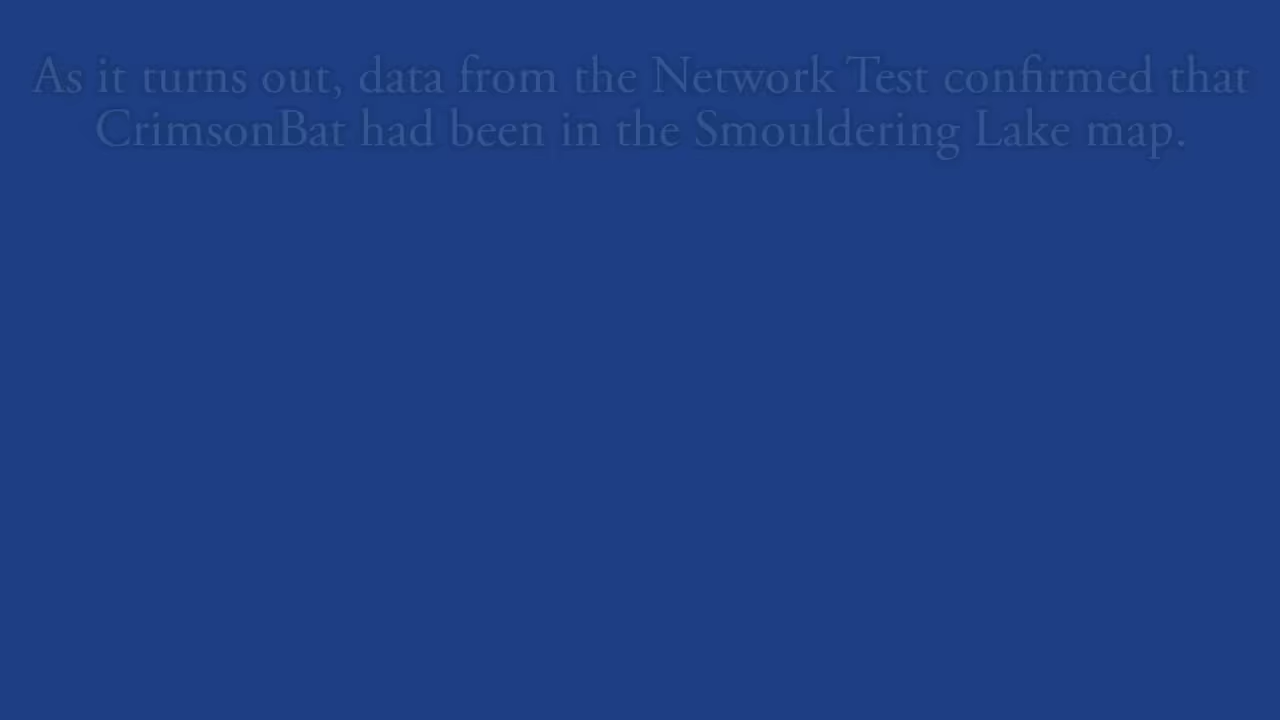 As it turns out, data from the Network Test confirmed that
CrimsonBat had been in the Smouldering Lake map.